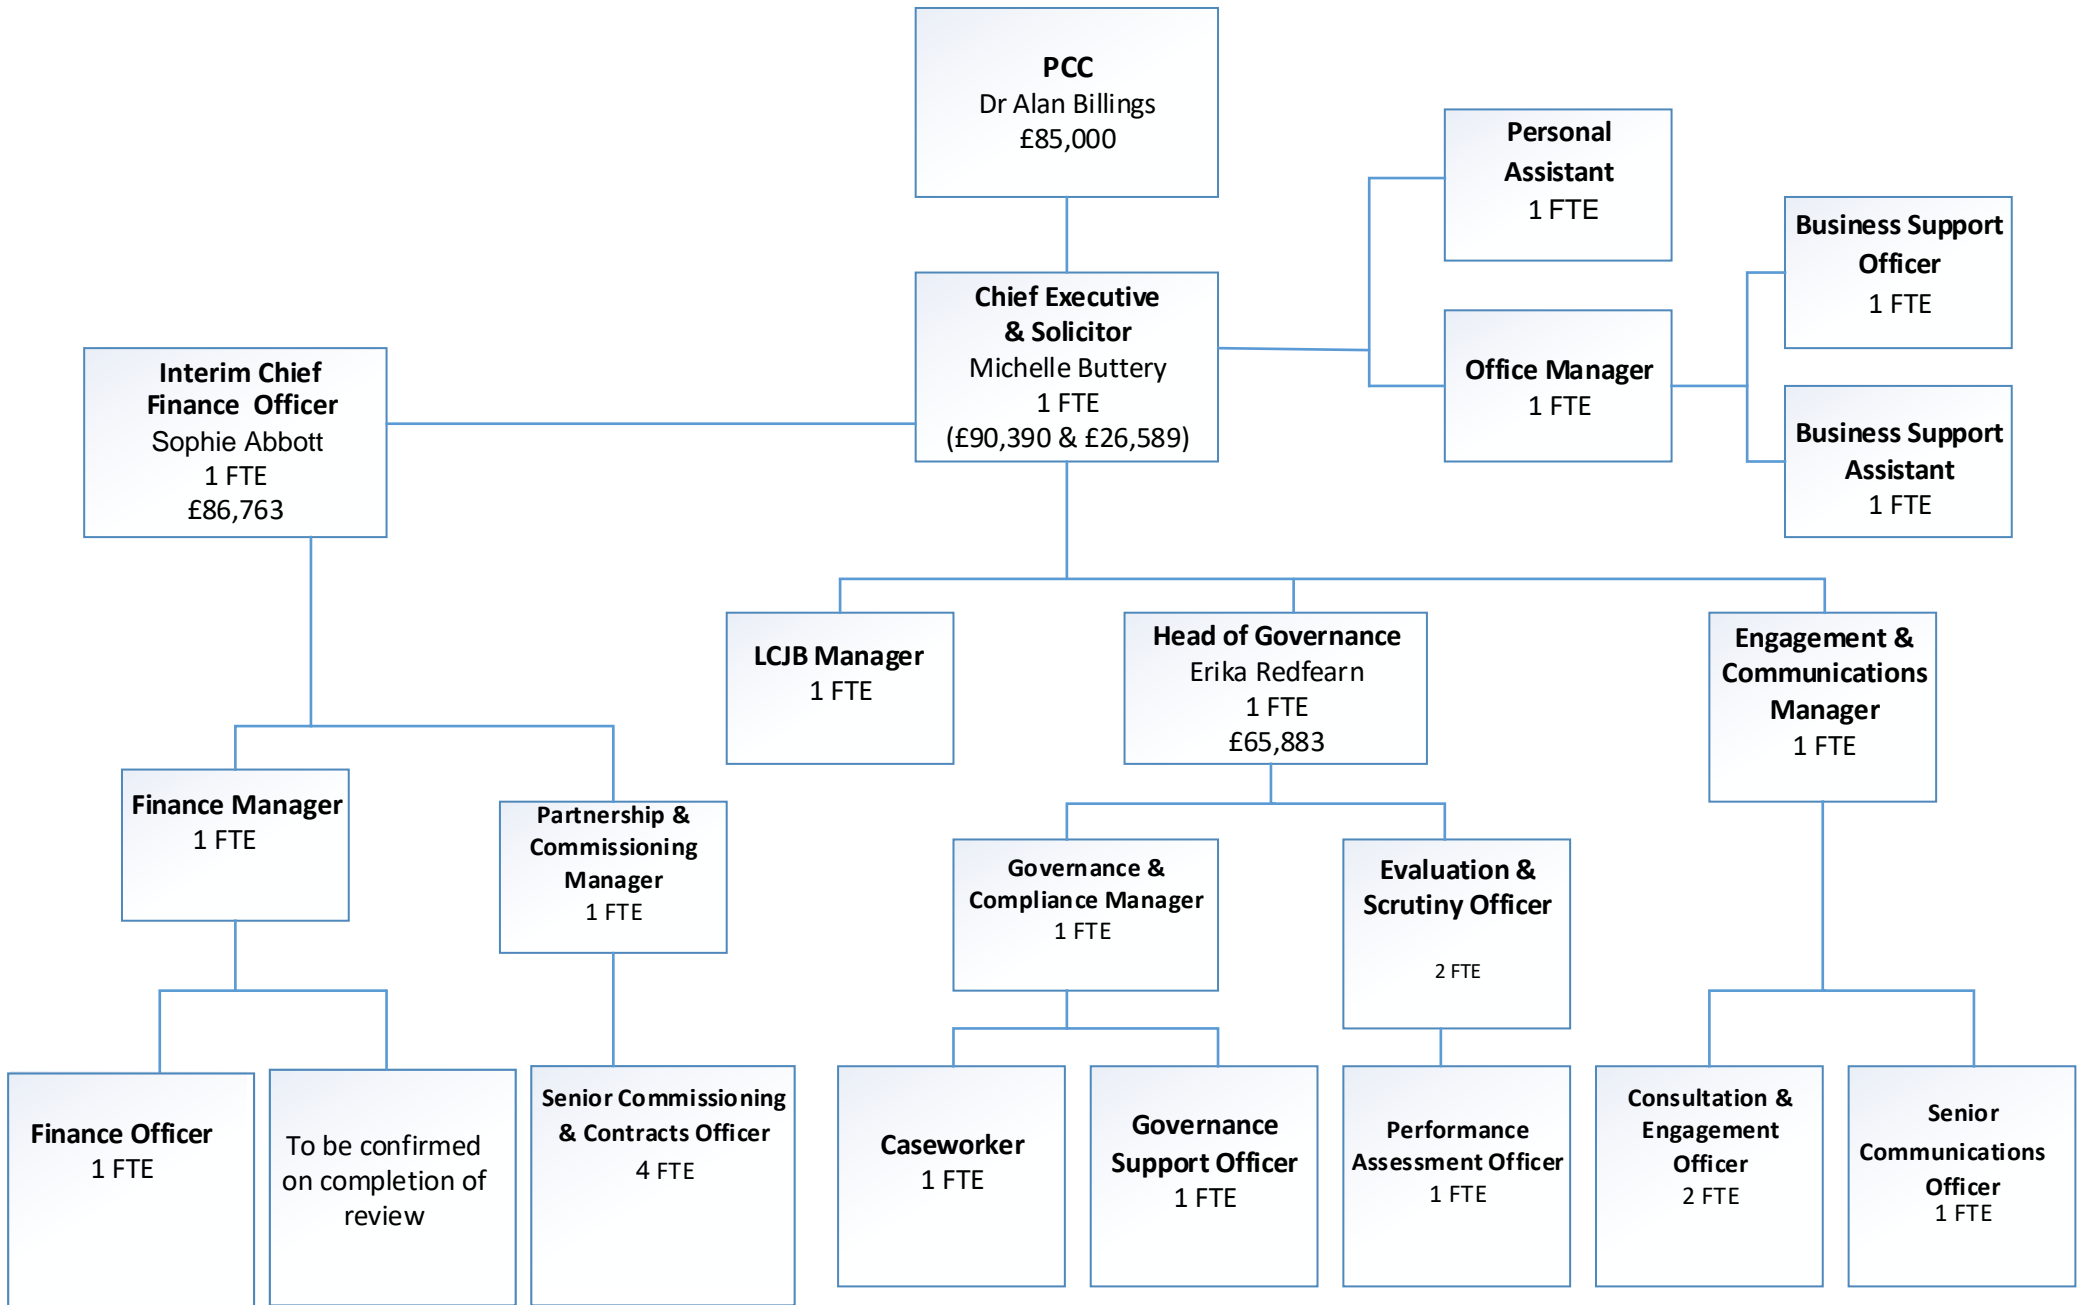 PCC
Dr Alan Billings
£85,000
Personal
Assistant
1 FTE
Business Support
Officer
1 FTE
Chief Executive
& Solicitor
Michelle Buttery
1 FTE
(£90,390 & £26,589)
Office Manager
1 FTE
Business Support
Assistant
1 FTE
Interim Chief
Finance Officer
Sophie Abbott
1 FTE
£86,763
LCJB Manager
1 FTE
Head of Governance
Erika Redfearn
1 FTE
£65,883
Engagement &
Communications
Manager
1 FTE
Finance Manager
1 FTE
Partnership &
Commissioning
Manager
1 FTE
Governance &
Compliance Manager
1 FTE
Evaluation &
Scrutiny Officer
2 FTE
Finance Officer
1 FTE
To be confirmed
on completion of
review
Senior Commissioning
& Contracts Officer
4 FTE
Caseworker
1 FTE
Governance
Support Officer
1 FTE
Performance
Assessment Officer
1 FTE
Consultation &
Engagement
Officer
2 FTE
Senior
Communications
Officer
1 FTE